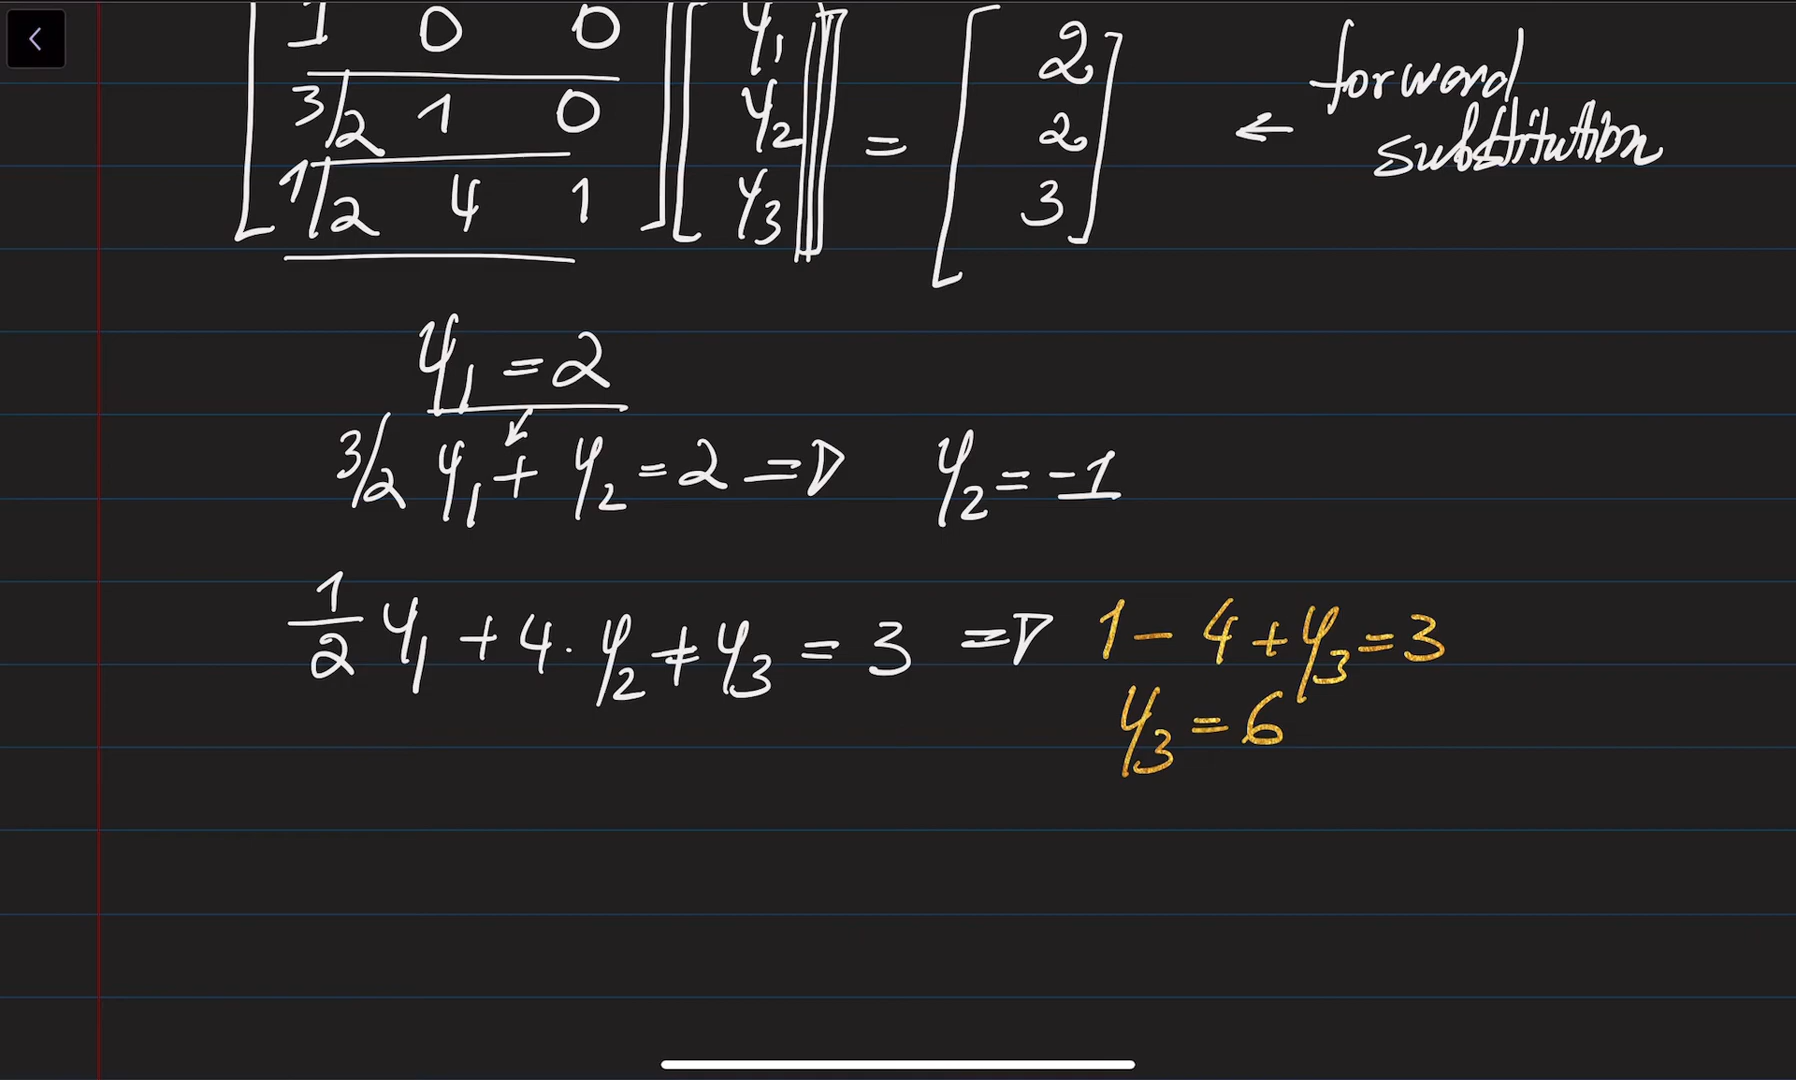 [1 0 0] [y₁] = [2] ← forward
[3/2 1 0] [y₂] [2] substitution
[1/2 4 1] [y₃] [3]
y₁ = 2
3/2 y₁ + y₂ = 2 ⇒ y₂ = -1
1/2 y₁ + 4 · y₂ + y₃ = 3 ⇒ 1 - 4 + y₃ = 3
y₃ = 6